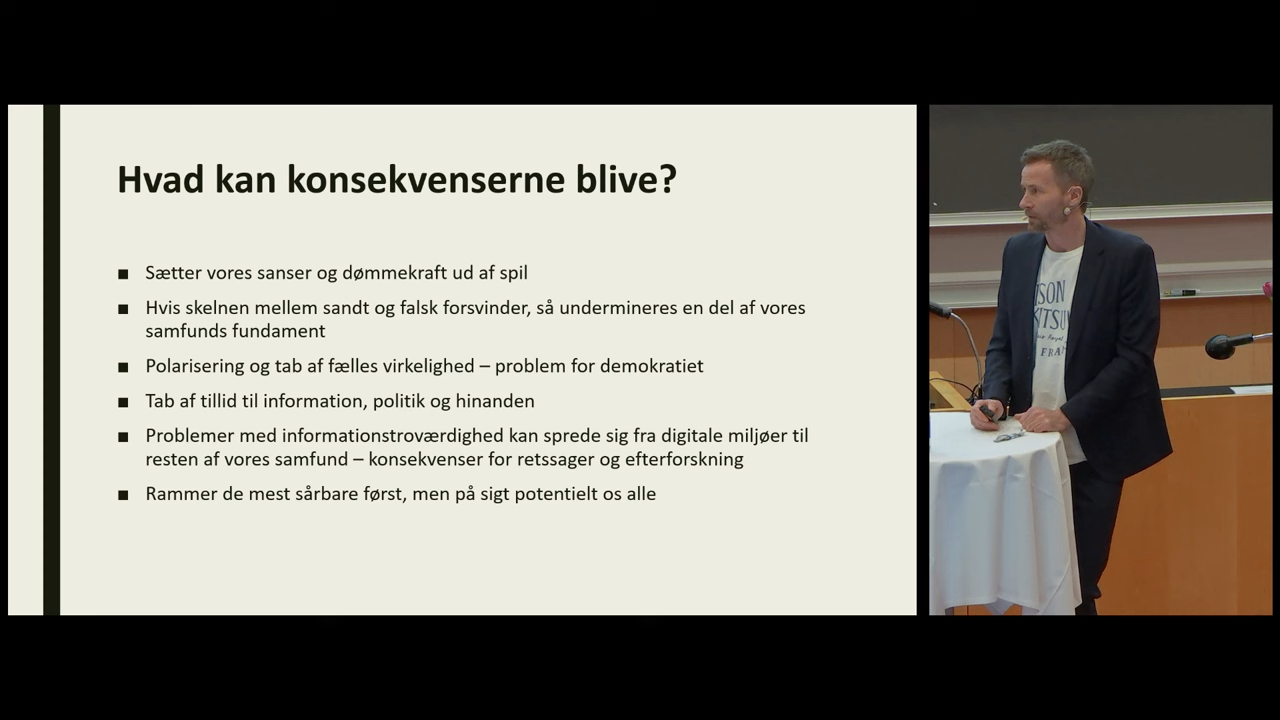 Hvad kan konsekvenserne blive?
■ Sætter vores sanser og dømmekraft ud af spil
■ Hvis skelnen mellem sandt og falsk forsvinder, så undermineres en del af vores
samfunds fundament
■ Polarisering og tab af fælles virkelighed – problem for demokratiet
■ Tab af tillid til information, politik og hinanden
■ Problemer med informationstroværdighed kan sprede sig fra digitale miljøer til
resten af vores samfund – konsekvenser for retssager og efterforskning
■ Rammer de mest sårbare først, men på sigt potentielt os alle